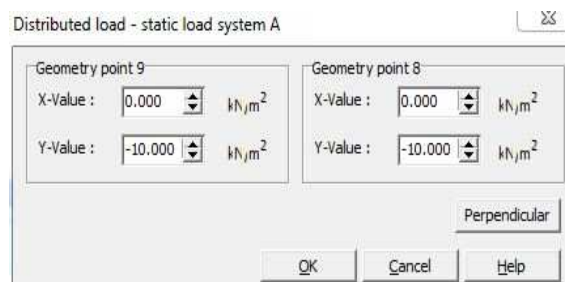 Distributed load - static load system A
Geometry point 9
X-Value : 0.000 kN/m²
Y-Value : -10.000 kN/m²
Geometry point 8
X-Value : 0.000 kN/m²
Y-Value : -10.000 kN/m²
Perpendicular
OK Cancel Help